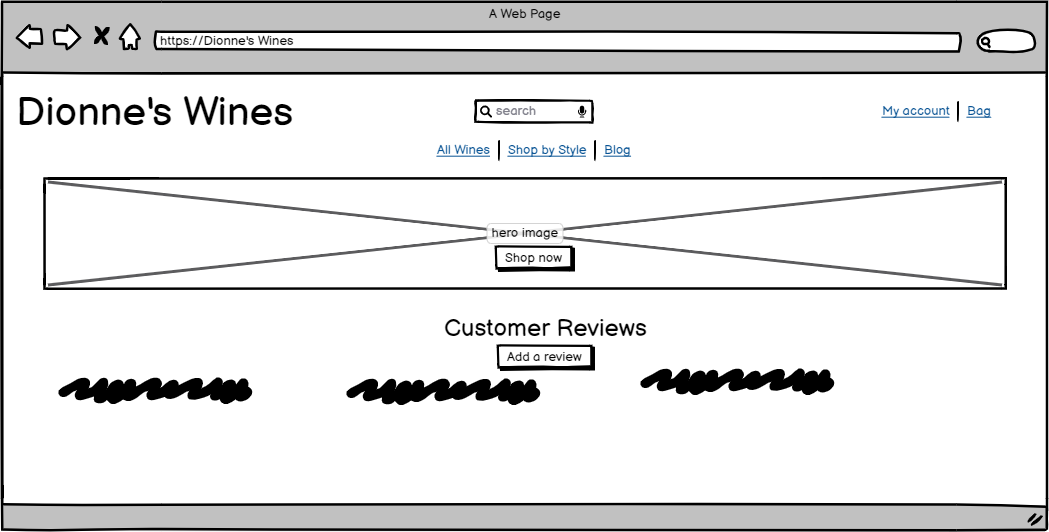 A Web Page
https://Dionne's Wines
Dionne's Wines
search
My account | Bag
All Wines | Shop by Style | Blog
hero image
Shop now
Customer Reviews
Add a review